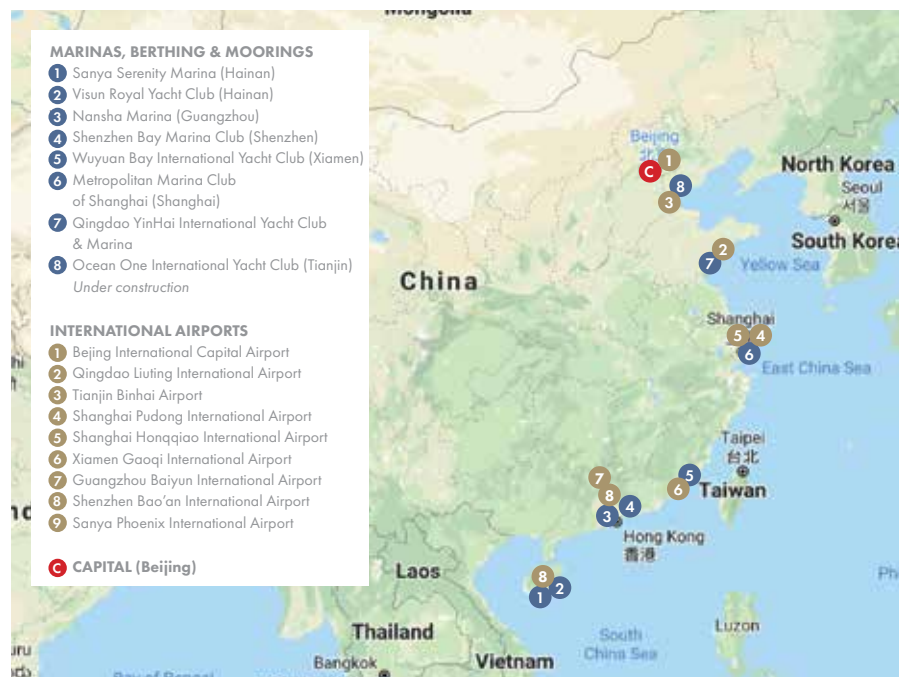 Mongolia
MARINAS, BERTHING & MOORINGS
1 Sanya Serenity Marina (Hainan)
2 Visun Royal Yacht Club (Hainan)
3 Nansha Marina (Guangzhou)
4 Shenzhen Bay Marina Club (Shenzhen)
5 Wuyuan Bay International Yacht Club (Xiamen)
6 Metropolitan Marina Club
of Shanghai (Shanghai)
7 Qingdao YinHai International Yacht Club
& Marina
8 Ocean One International Yacht Club (Tianjin)
Under construction
INTERNATIONAL AIRPORTS
1 Bejing International Capital Airport
2 Qingdao Liuting International Airport
3 Tianjin Binhai Airport
4 Shanghai Pudong International Airport
5 Shanghai Honqqiao International Airport
6 Xiamen Gaoqi International Airport
7 Guangzhou Baiyun International Airport
8 Shenzhen Bao'an International Airport
9 Sanya Phoenix International Airport
C CAPITAL (Beijing)
Beijing
北
1
C
8
3
North Korea
Seoul
서울
South Korea
2
7
Yellow Sea
China
Shanghai
5 4
6
East China Sea
Taipei
台北
Taiwan
5
6
7
8
4
3
Hong Kong
香港
8
2
1
Laos
Thailand
Bangkok
Vietnam
South
China Sea
Luzon
Ph